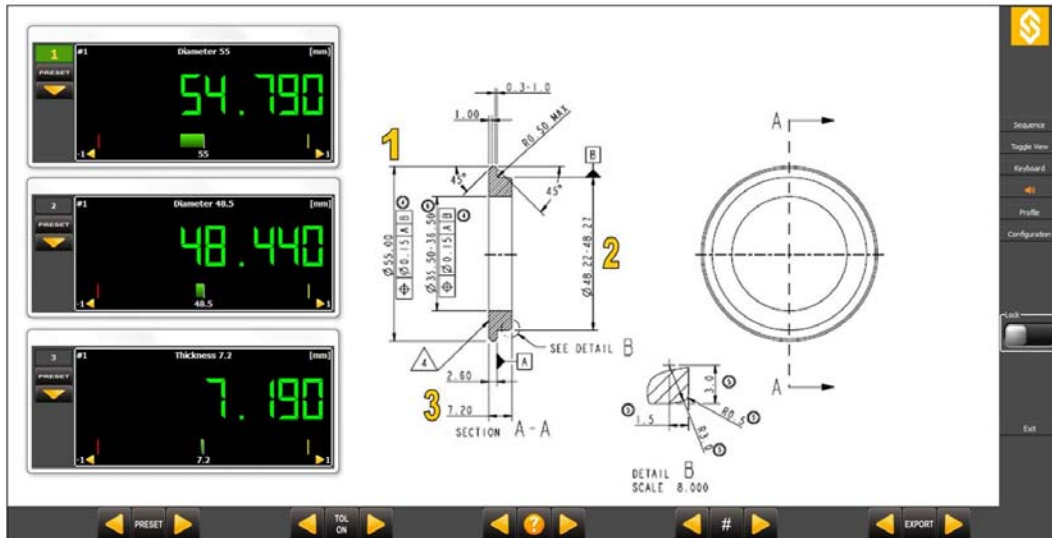 1
PRESET
#1 Diameter 55 [mm]
54.790
-1 55 1
2
PRESET
#1 Diameter 48.5 [mm]
48.440
-1 48.5 1
3
PRESET
#1 Thickness 7.2 [mm]
7.190
-1 7.2 1
0.3-1.0
1.00
R0.50 MAX
1
B
45°
45°
Ø55.00
Ø0.15 A B
4
Ø35.50-36.50
Ø0.15 A B
4
Ø48.22-48.27
2
SEE DETAIL B
4
A
2.60
3
7.20
SECTION A-A
A
A
3.0
1.5
R0.5
R3.0
DETAIL B
SCALE 8.000
Sequence
Toggle View
Keyboard
Profile
Configuration
Lock
Exit
PRESET
TOL
ON
?
#
EXPORT